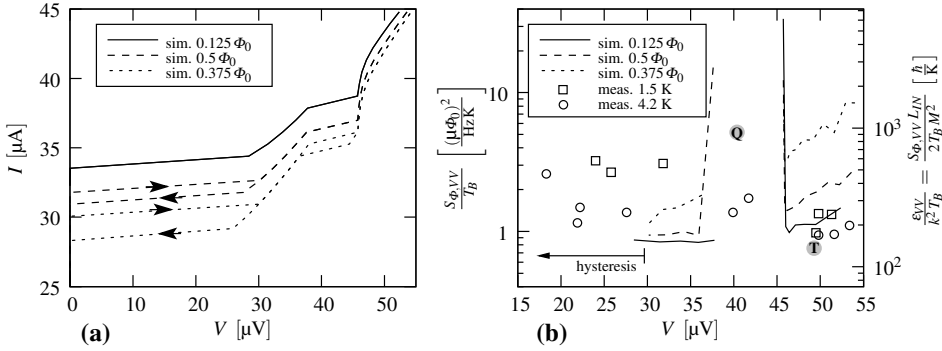 45
40
35
30
25
I [µA]
0
10
20
30
40
50
V [µV]
(a)
sim. 0.125 Φ0
sim. 0.5 Φ0
sim. 0.375 Φ0
10
1
S_Φ,VV / T_B [(µΦ0)² / Hz K]
sim. 0.125 Φ0
sim. 0.5 Φ0
sim. 0.375 Φ0
meas. 1.5 K
meas. 4.2 K
Q
T
hysteresis
15
20
25
30
35
40
45
50
55
V [µV]
(b)
10³
10²
ε_VV / k² T_B = S_Φ,VV L_IN / 2T_B M² [ħ / K]